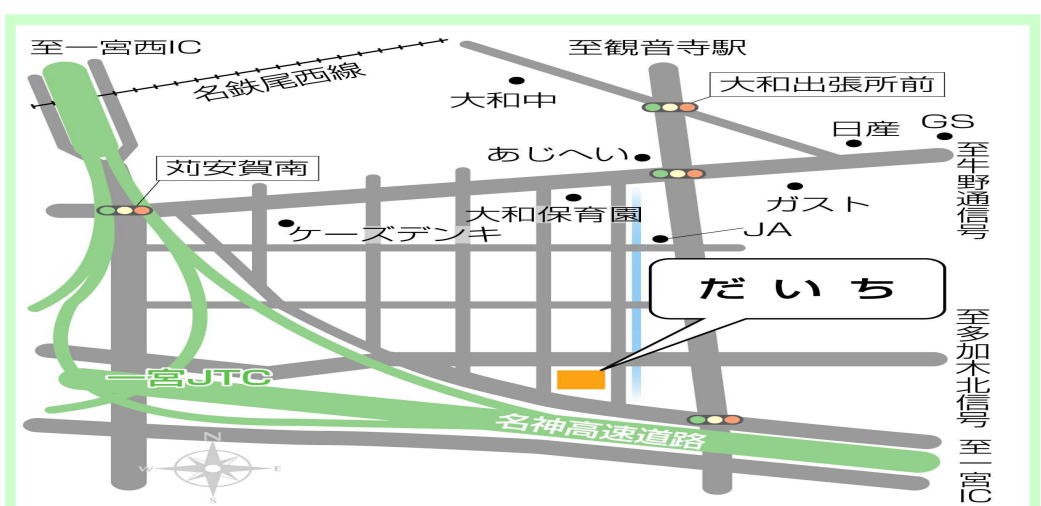 至一宮西IC
名鉄尾西線
至観音寺駅
大和中
大和出張所前
日産
GS
至牛野通信号
あじへい
苅安賀南
大和保育園
ガスト
ケーズデンキ
JA
だいち
至多加木北信号
一宮JTC
名神高速道路
至一宮IC
N
W
E
S